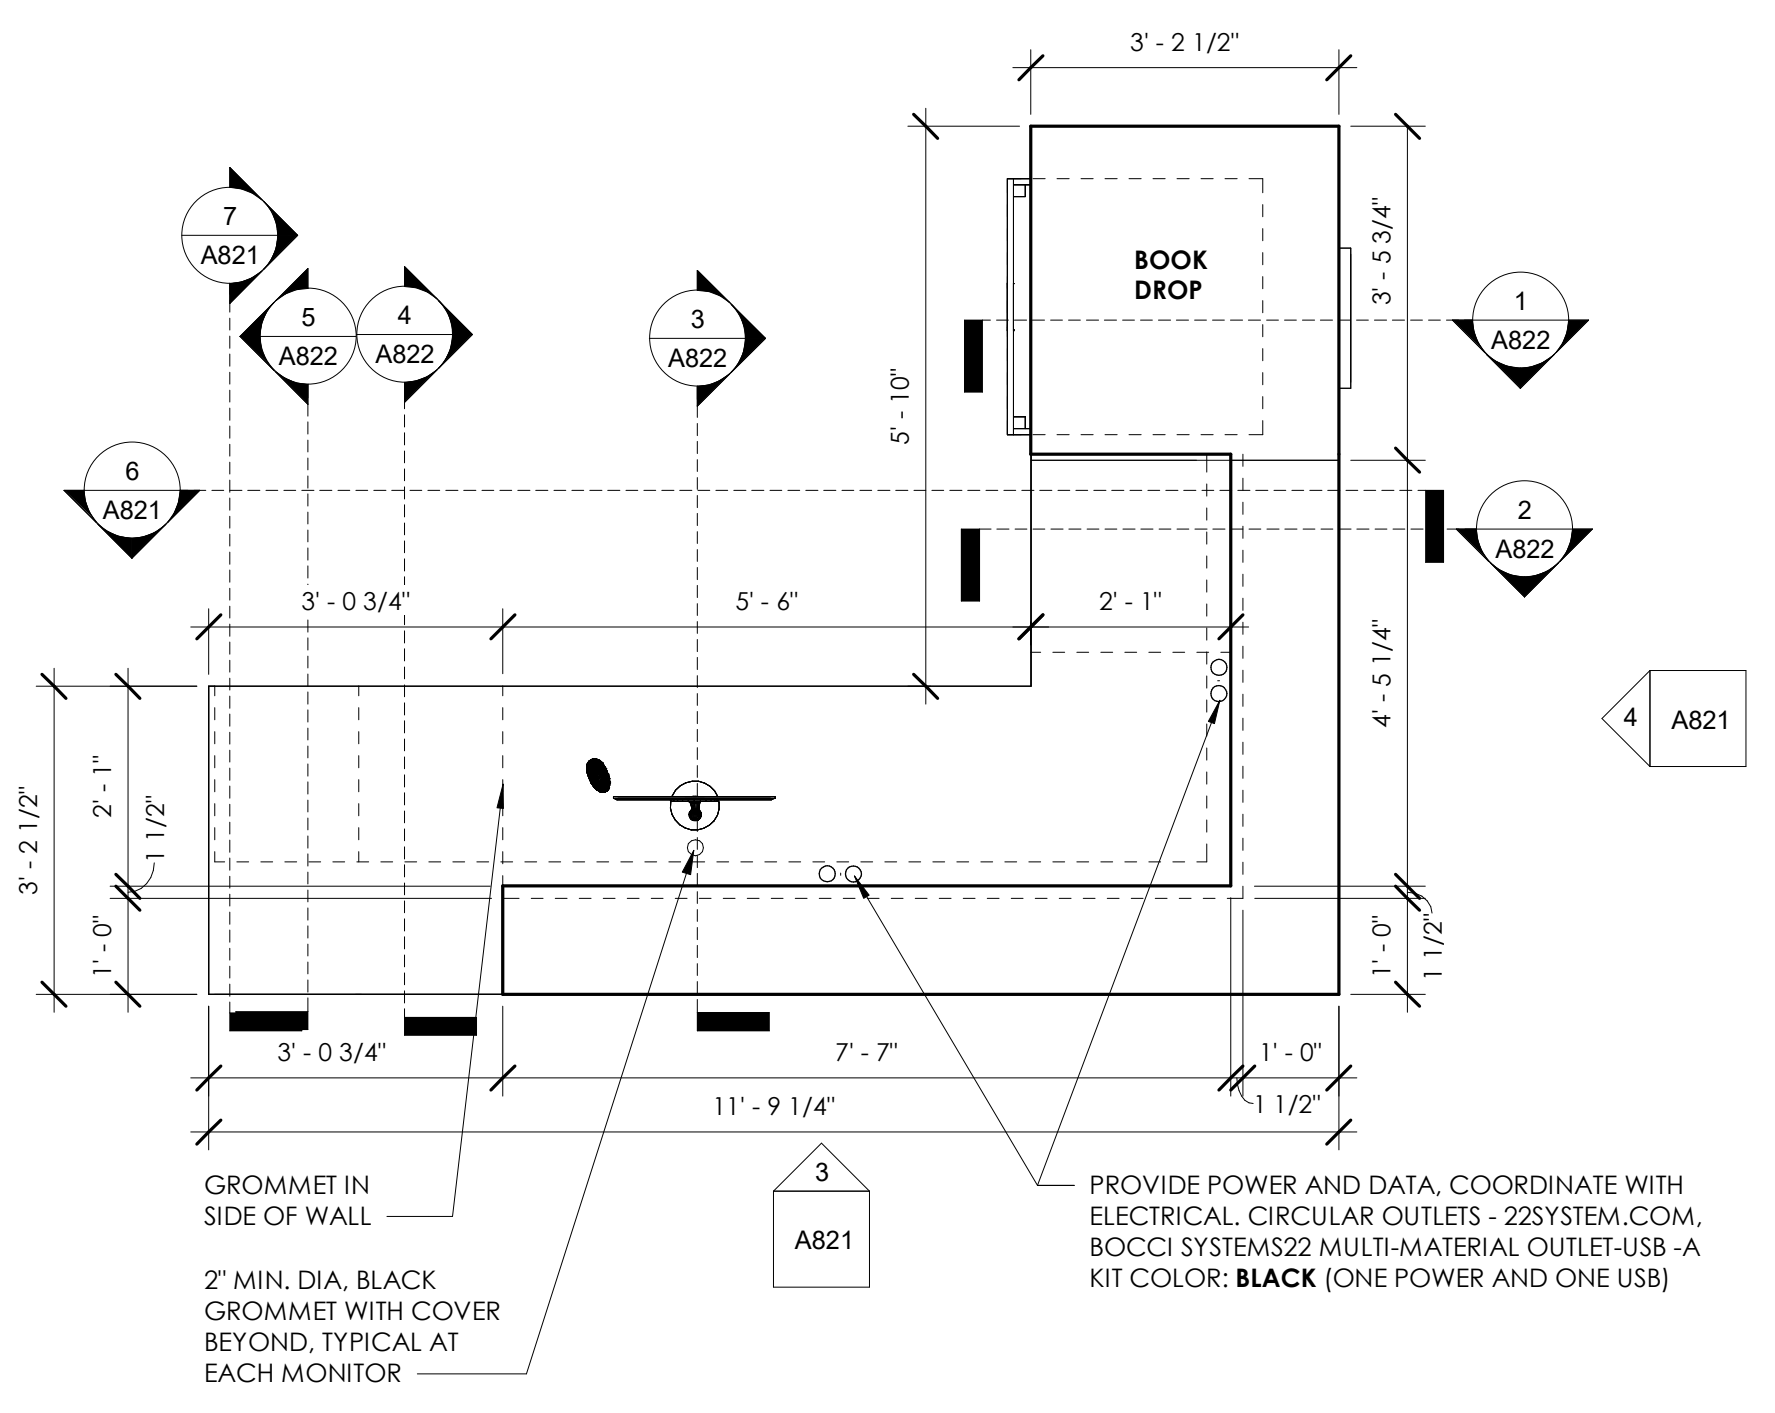 3' - 2 1/2"
7
A821
5
A822
4
A822
3
A822
BOOK
DROP
3' - 5 3/4"
1
A822
5' - 10"
6
A821
2
A822
3' - 0 3/4"
5' - 6"
2' - 1"
4' - 5 1/4"
4
A821
3' - 2 1/2"
2' - 1"
1 1/2"
1' - 0"
1' - 0"
1 1/2"
3' - 0 3/4"
7' - 7"
1' - 0"
1 1/2"
11' - 9 1/4"
3
A821
GROMMET IN
SIDE OF WALL
2" MIN. DIA, BLACK
GROMMET WITH COVER
BEYOND, TYPICAL AT
EACH MONITOR
PROVIDE POWER AND DATA, COORDINATE WITH
ELECTRICAL. CIRCULAR OUTLETS - 22SYSTEM.COM,
BOCCI SYSTEMS22 MULTI-MATERIAL OUTLET-USB -A
KIT COLOR: BLACK (ONE POWER AND ONE USB)